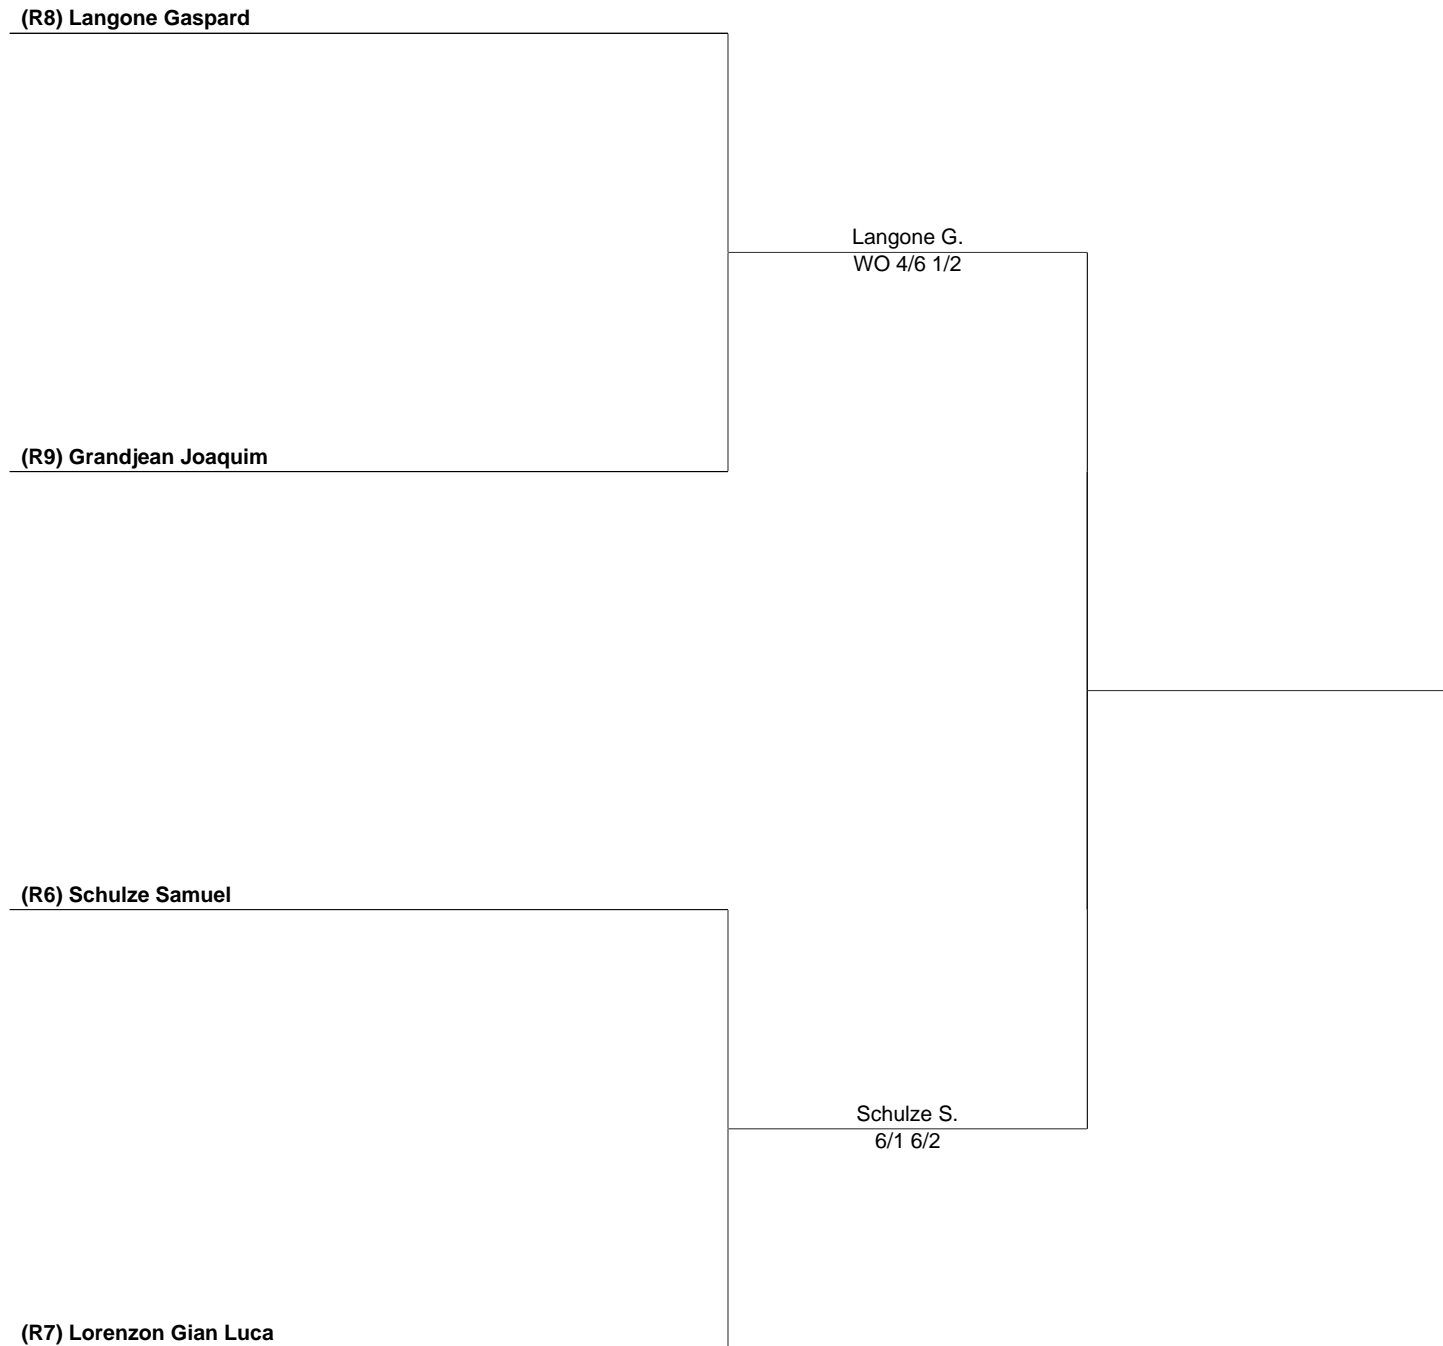 (R8) Langone Gaspard
Langone G.
WO 4/6 1/2
(R9) Grandjean Joaquim
(R6) Schulze Samuel
Schulze S.
6/1 6/2
(R7) Lorenzon Gian Luca